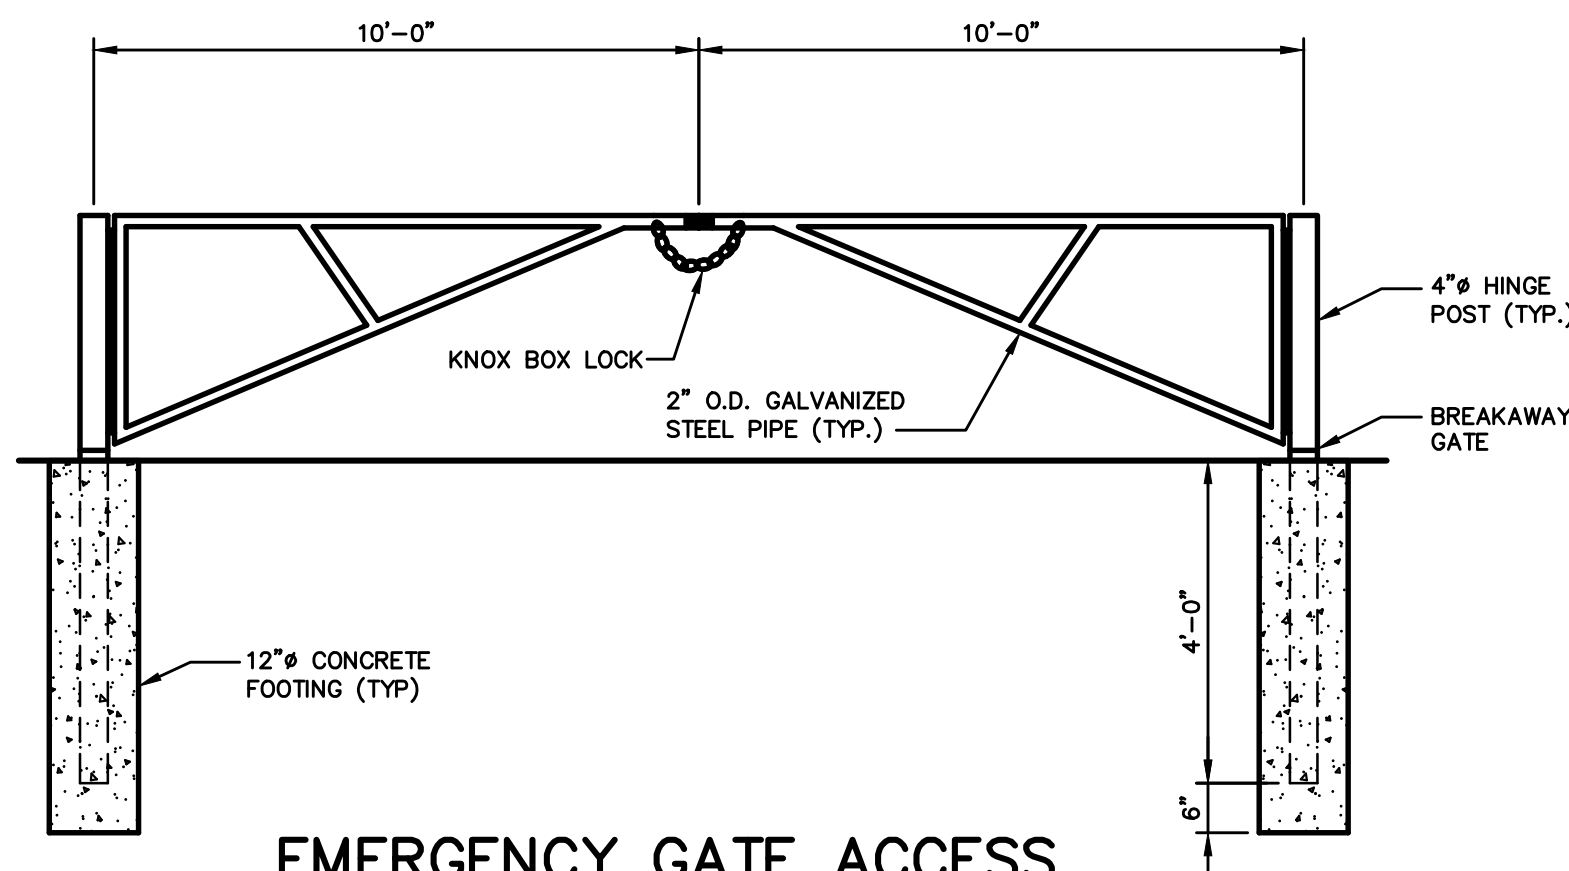 10'-0" 10'-0"
4"ø HINGE
POST (TYP.)
KNOX BOX LOCK
2" O.D. GALVANIZED
STEEL PIPE (TYP.)
BREAKAWAY
GATE
4'-0"
12"ø CONCRETE
FOOTING (TYP)
6"
EMERGENCY GATE ACCESS